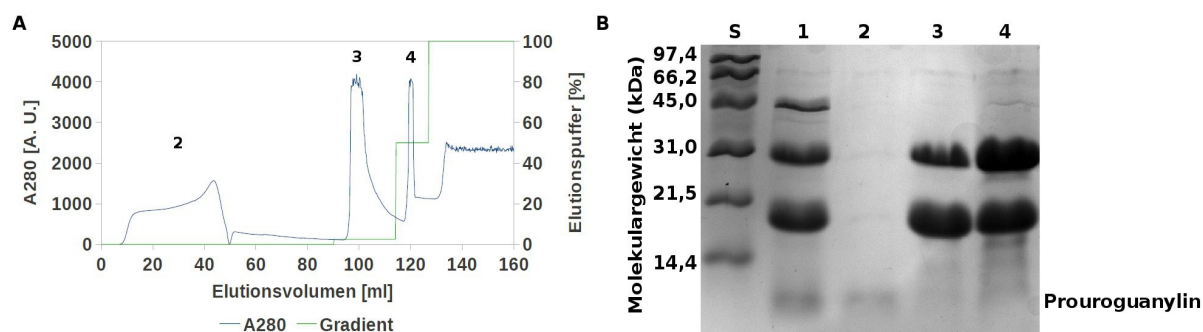 A
5000
4000
3000
2000
1000
0
A280 [A. U.]
2
3
4
100
80
60
40
20
0
Elutionspuffer [%]
0 20 40 60 80 100 120 140 160
Elutionsvolumen [ml]
A280 Gradient
B
S 1 2 3 4
97,4
66,2
45,0
31,0
21,5
14,4
Molekulargewicht (kDa)
Prouroguanylin